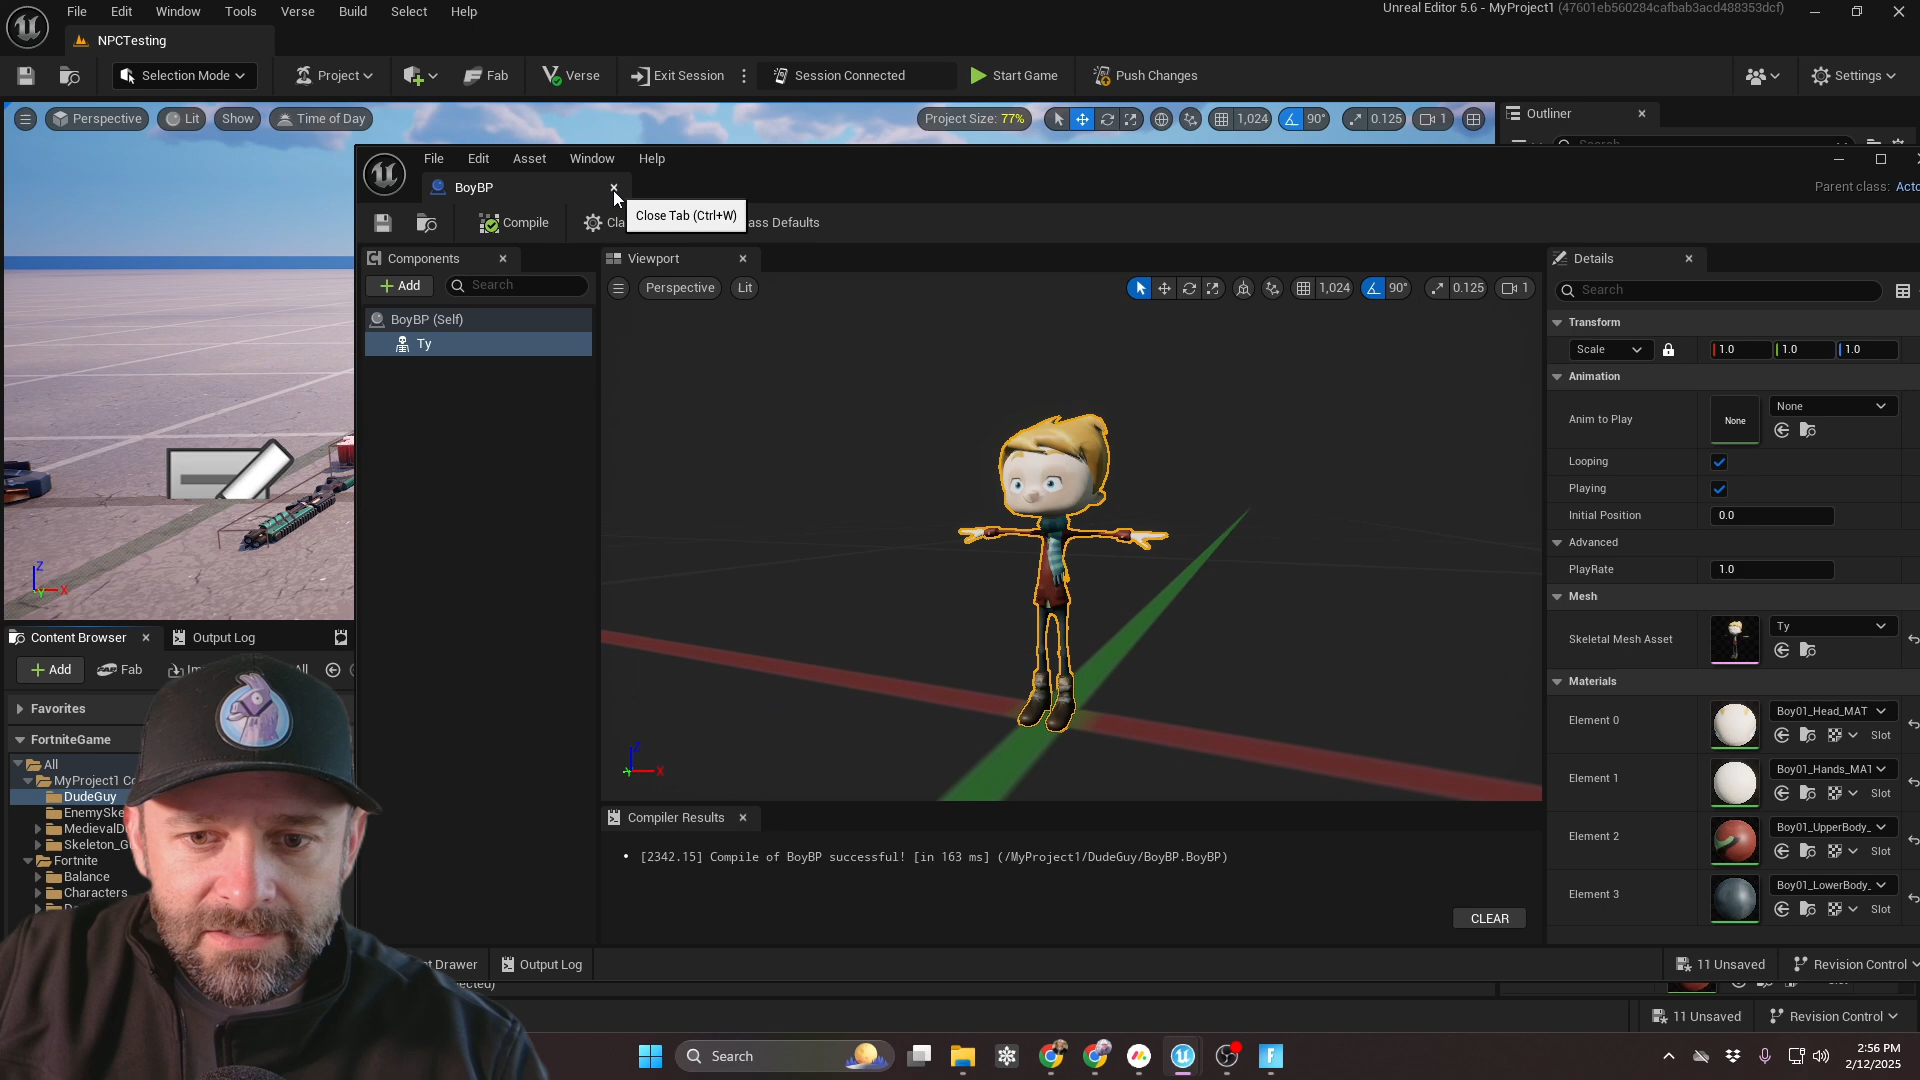 File Edit Window Tools Verse Build Select Help
Unreal Editor 5.6 - MyProject1 (47601eb560284cafbab3acd488353dcf)
NPCTesting
Selection Mode Project Fab Verse Exit Session Session Connected Start Game Push Changes Settings
Perspective Lit Show Time of Day Project Size: 77% 1,024 90° 0.125 1
Outliner
Search
File Edit Asset Window Help
BoyBP
Parent class: Acto
Close Tab (Ctrl+W)
Compile Cla ass Defaults
Components
Viewport
Details
Add Search
Perspective Lit 1,024 90° 0.125 1
Search
BoyBP (Self)
Ty
Transform
Scale 1.0 1.0 1.0
Animation
Anim to Play None None
Looping
Playing
Initial Position 0.0
Advanced
PlayRate 1.0
Mesh
Skeletal Mesh Asset Ty
Materials
Element 0 Boy01_Head_MAT
Slot
Element 1 Boy01_Hands_MAT
Slot
Element 2 Boy01_UpperBody_
Slot
Element 3 Boy01_LowerBody_
Slot
Z
X
Z
X
Compiler Results
[2342.15] Compile of BoyBP successful! [in 163 ms] (/MyProject1/DudeGuy/BoyBP.BoyBP)
CLEAR
Content Browser Output Log
Add Fab Im All
Favorites
FortniteGame
All
MyProject1 Co
DudeGuy
EnemySke
MedievalD
Skeleton_G
Fortnite
Balance
Characters
nt Drawer Output Log
11 Unsaved Revision Control
ected)
11 Unsaved Revision Control
Search
2:56 PM
2/12/2025